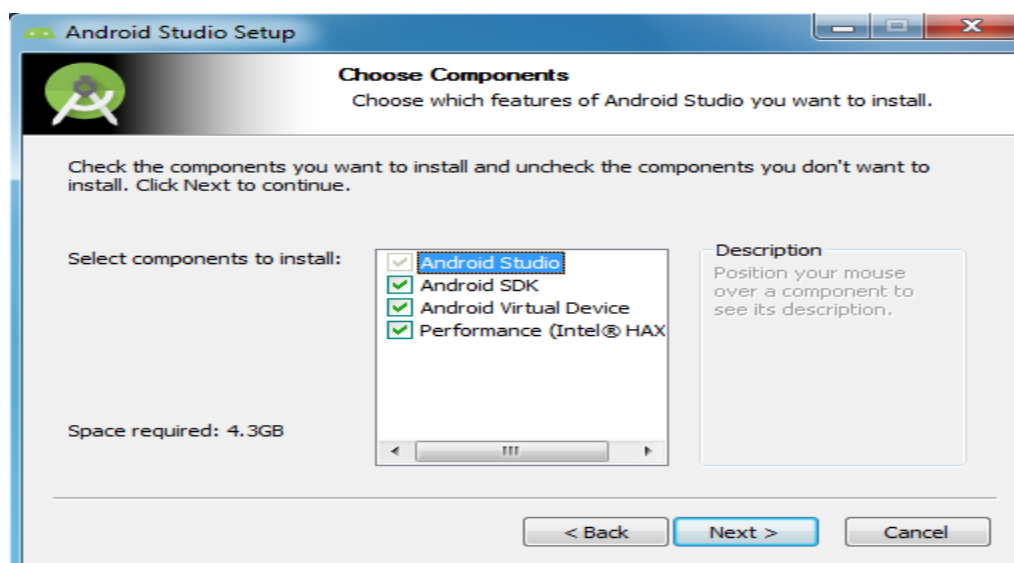 Android Studio Setup
Choose Components
Choose which features of Android Studio you want to install.
Check the components you want to install and uncheck the components you don't want to
install. Click Next to continue.
Select components to install:
Android Studio
Android SDK
Android Virtual Device
Performance (Intel® HAX
Description
Position your mouse
over a component to
see its description.
Space required: 4.3GB
< Back
Next >
Cancel